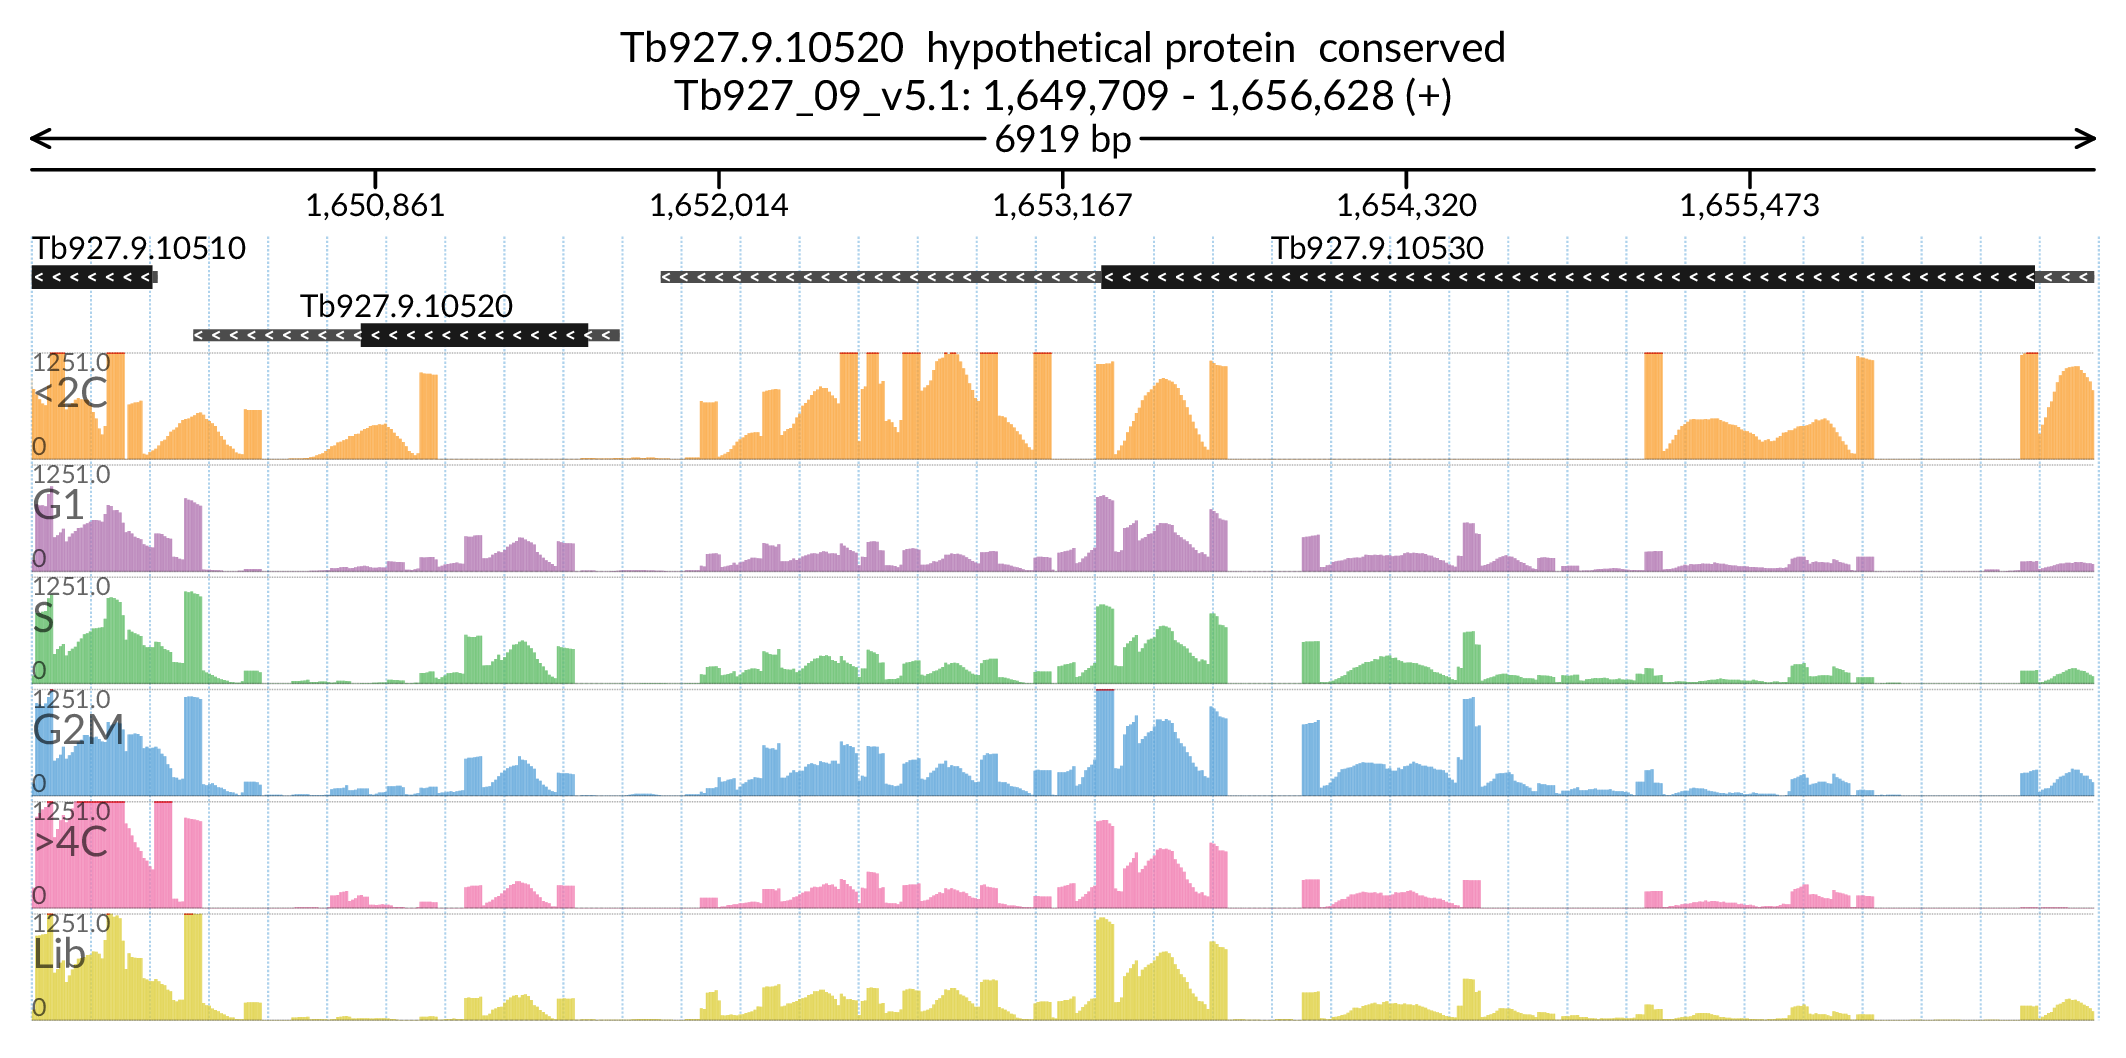 Tb927.9.10520  hypothetical protein  conserved
Tb927_09_v5.1: 1,649,709 - 1,656,628 (+)
6919 bp
1,650,861 1,652,014 1,653,167 1,654,320 1,655,473
Tb927.9.10510 Tb927.9.10530
Tb927.9.10520
1251.0
<2C
0
1251.0
G1
0
1251.0
S
0
1251.0
G2M
0
1251.0
>4C
0
1251.0
Lib
0